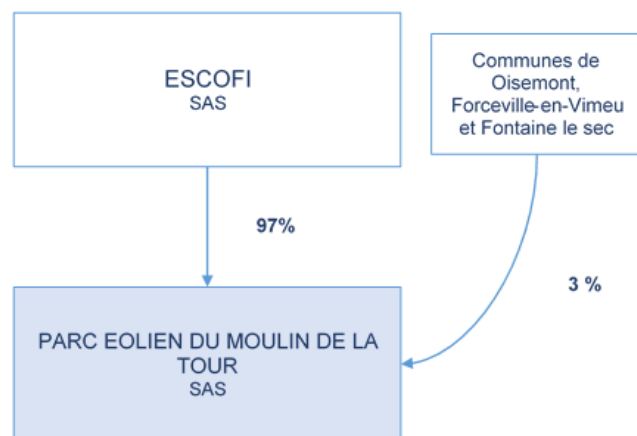 ESCOFI
SAS
Communes de
Oisemont,
Forceville-en-Vimeu
et Fontaine le sec
97%
3 %
PARC EOLIEN DU MOULIN DE LA
TOUR
SAS